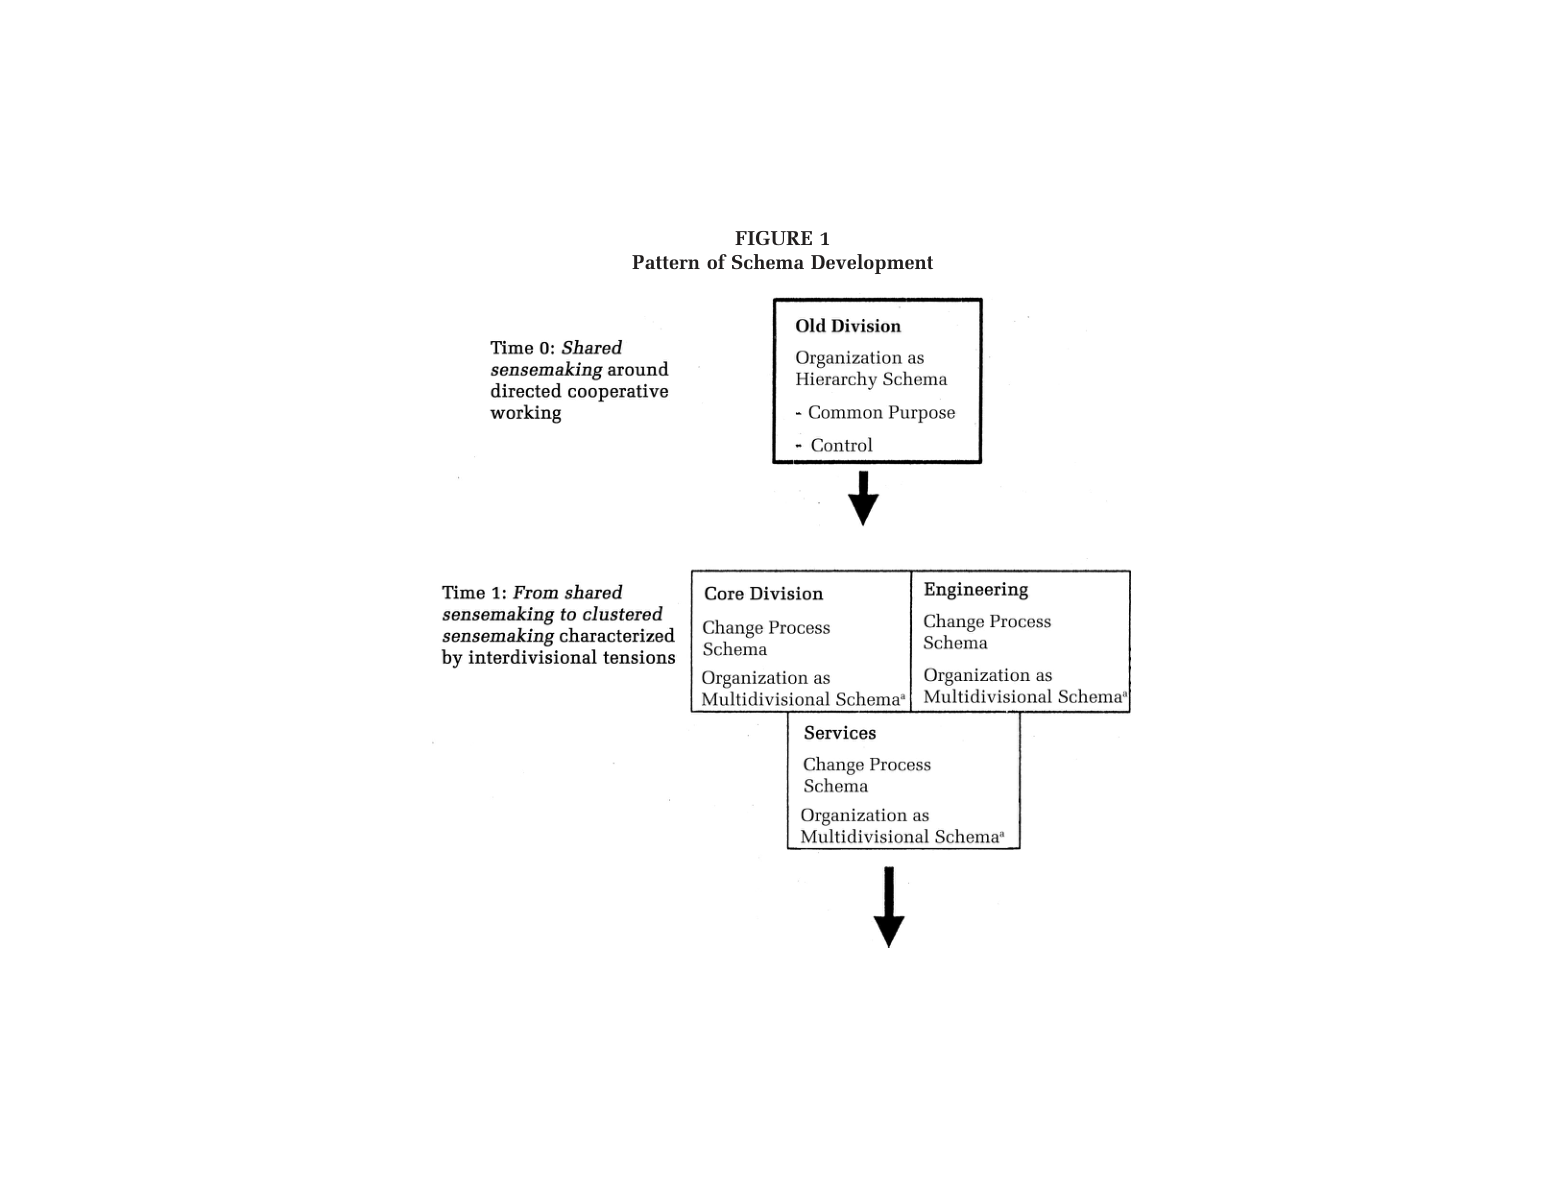 FIGURE 1
Pattern of Schema Development
Old Division
Organization as
Hierarchy Schema
- Common Purpose
- Control
Time 0: Shared
sensemaking around
directed cooperative
working
Time 1: From shared
sensemaking to clustered
sensemaking characterized
by interdivisional tensions
Core Division
Change Process
Schema
Organization as
Multidivisional Schemaª
Engineering
Change Process
Schema
Organization as
Multidivisional Schemaª
Services
Change Process
Schema
Organization as
Multidivisional Schemaª